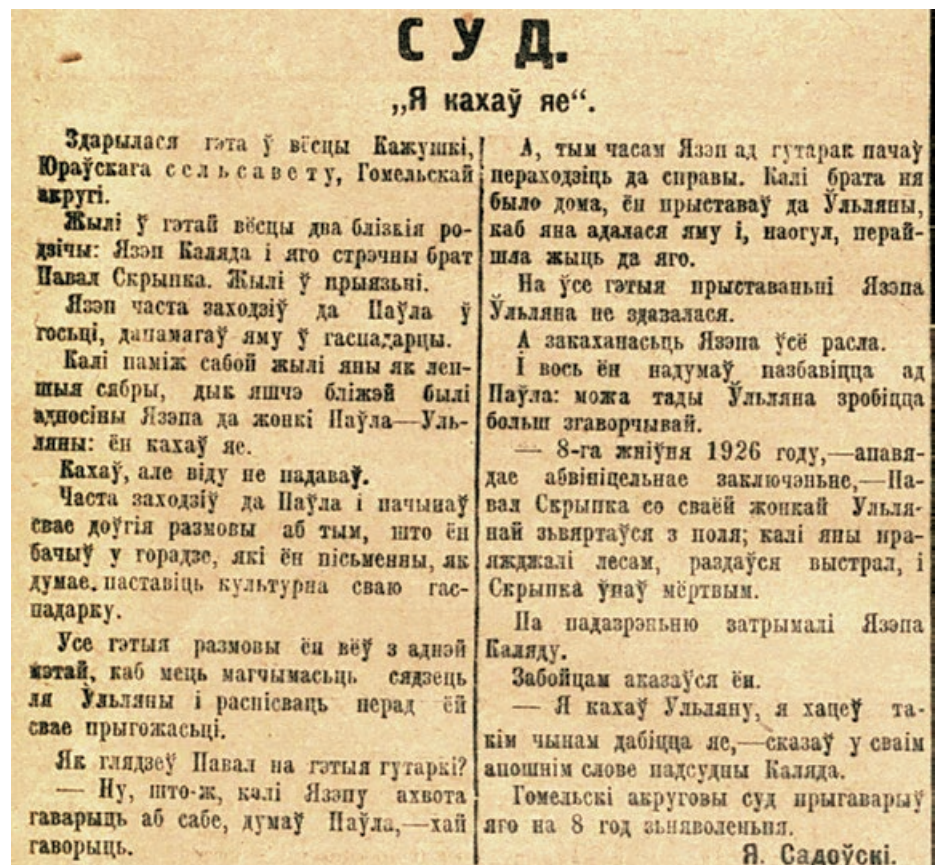 СУД.
„Я кахаў яе“.
Здарылася гэта ў вёсцы Кажушкі,
Юраўскага сельсавету, Гомельскай
акругі.
Жылі ў гэтай вёсцы два блізкія ро-
дзічы: Язэп Каляда і яго стрэчны брат
Павал Скрыпка. Жылі ў прыязьні.
Язэп часта заходзіў да Паўла ў
госьці, дапамагаў яму ў гаспадарцы.
Калі паміж сабой жылі яны як леп-
шыя сябры, дык яшчэ бліжэй былі
адносіны Язэпа да жонкі Паўла—Уль-
ляны: ён кахаў яе.
Кахаў, але віду не падаваў.
Часта заходзіў да Паўла і пачынаў
свае доўгія размовы аб тым, што ён
бачыў у горадзе, які ён пісьменны, як
думае паставіць культурна сваю гас-
падарку.
Усе гэтыя размовы ён вёў з аднэй
мэтай, каб мець магчымасьць сядзець
ля Ўльляны і распісваць перад ёй
свае прыгожасьці.
Як глядзеў Павал на гэтыя гутаркі?
— Ну, што-ж, калі Язэпу ахвота
гаварыць аб сабе, думаў Паўла,—хай
гаворыць.
А, тым часам Язэп ад гутарак пачаў
пераходзіць да справы. Калі брата ня
было дома, ён прыставаў да Ўльляны,
каб яна адалася яму і, наогул, перай-
шла жыць да яго.
На ўсе гэтыя прыставаньні Язэпа
Ўльляна не здавалася.
А закаханасьць Язэпа ўсё расла.
І вось ён надумаў пазбавіцца ад
Паўла: можа тады Ўльляна зробіцца
больш згаворчывай.
— 8-га жніўня 1926 году,—апавя-
дае абвініцельнае заключэньне,—Па-
вал Скрыпка со сваёй жонкай Ульля-
най зьвяртаўся з поля; калі яны пра-
яжджалі лесам, раздаўся выстрал, і
Скрыпка ўпаў мёртвым.
Па падазрэньню затрымалі Язэпа
Каляду.
Забойцам аказаўся ён.
— Я кахаў Ульляну, я хацеў та-
кім чынам дабіцца яе,—сказаў у сваім
апошнім слове падсудны Каляда.
Гомельскі акруговы суд прыгаварыў
яго на 8 год зьняволеньня.
Я. Садоўскі.